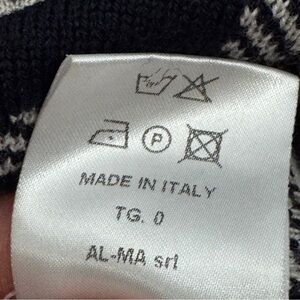 P
MADE IN ITALY
TG. 0
AL-MA srl